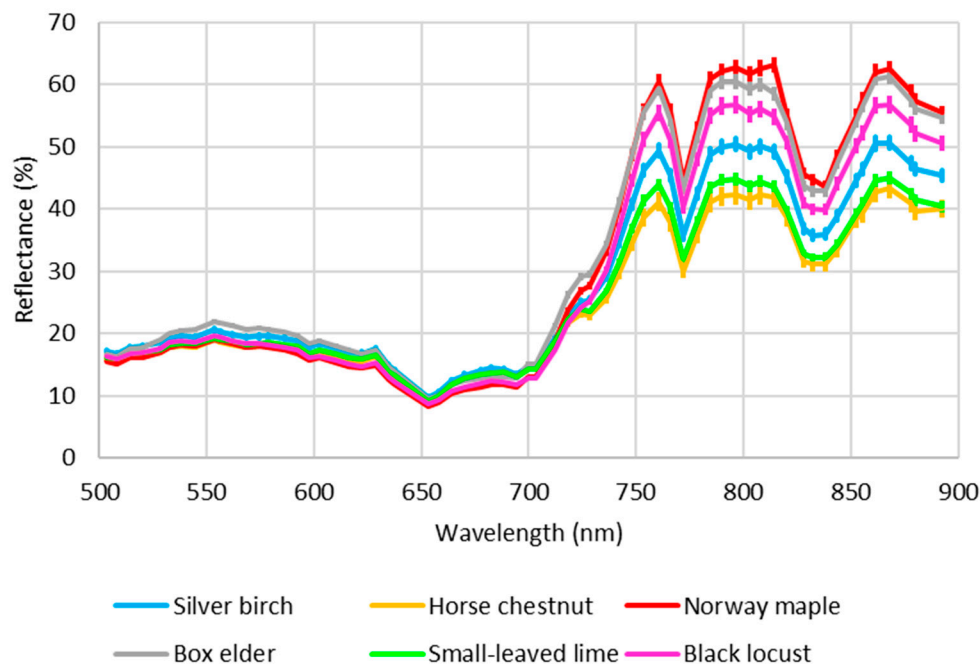 70
60
50
40
30
20
10
0
Reflectance (%)
500 550 600 650 700 750 800 850 900
Wavelength (nm)
Silver birch Horse chestnut Norway maple
Box elder Small-leaved lime Black locust